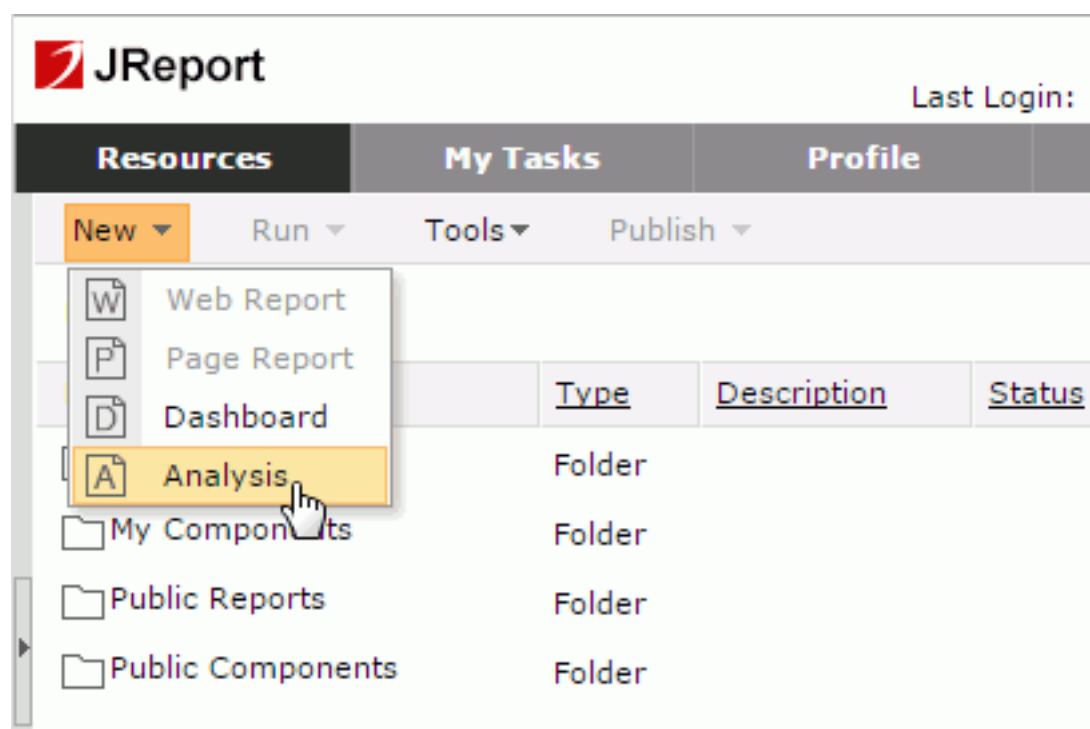 JReport
Last Login:
Resources My Tasks Profile
New Run Tools Publish
W Web Report
P Page Report
Type Description Status
D Dashboard
A Analysis Folder
My Components Folder
Public Reports Folder
Public Components Folder